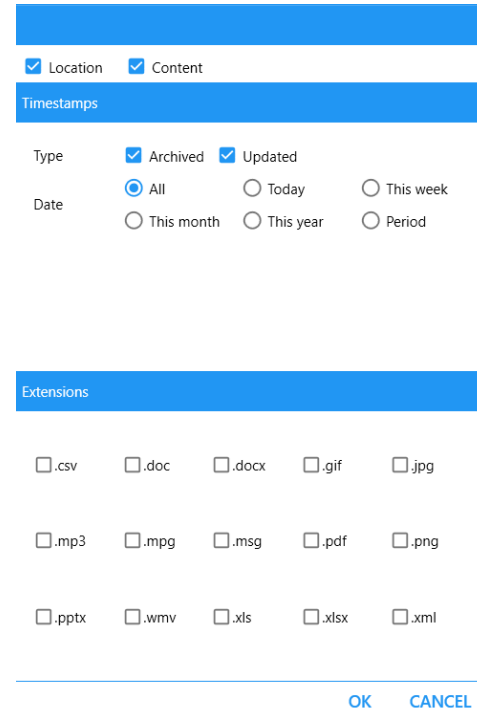 Location Content
Timestamps
Type Archived Updated
All Today This week
Date
This month This year Period
Extensions
.csv .doc .docx .gif .jpg
.mp3 .mpg .msg .pdf .png
.pptx .wmv .xls .xlsx .xml
OK CANCEL